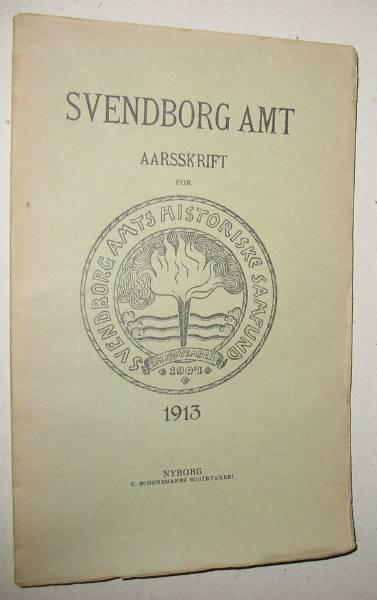 SVENDBORG AMT
AARSSKRIFT
FOR
SVENDBORG AMTS HISTORISKE SAMFUND
1907
1913
NYBORG
C. SCHØNEMANNS BOGTRYKKERI